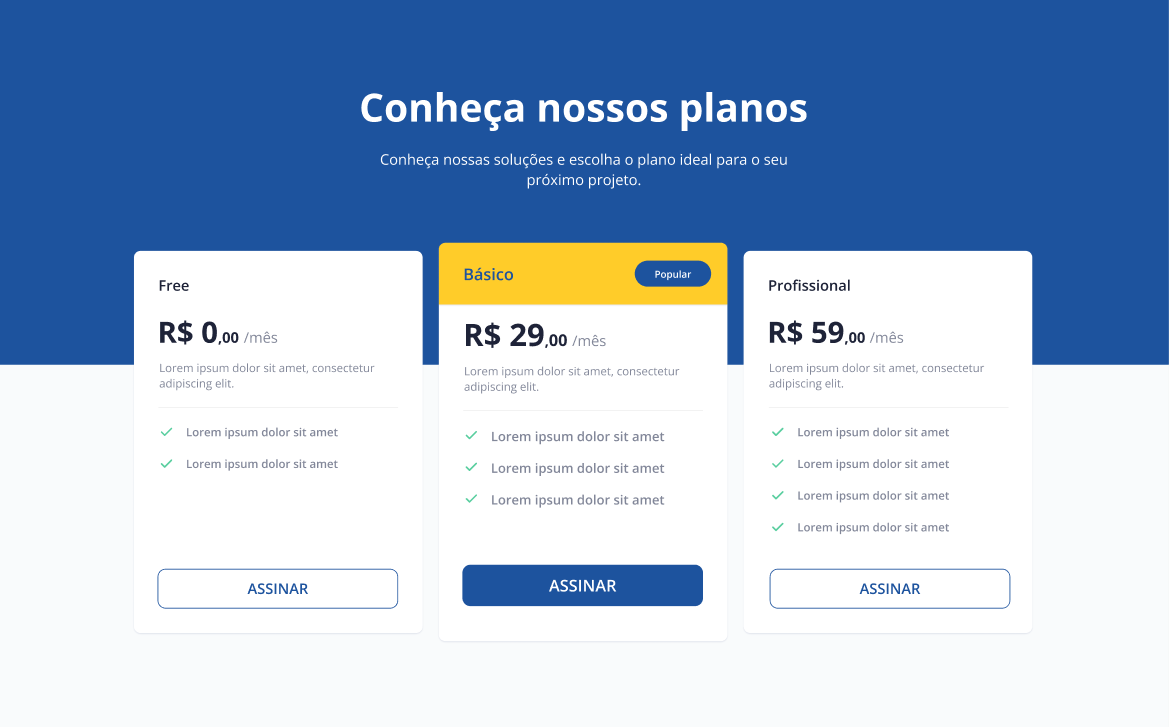 Conheça nossos planos
Conheça nossas soluções e escolha o plano ideal para o seu
próximo projeto.
Free
R$ 0,00 /mês
Lorem ipsum dolor sit amet, consectetur
adipiscing elit.
Lorem ipsum dolor sit amet
Lorem ipsum dolor sit amet
ASSINAR
Básico
Popular
R$ 29,00 /mês
Lorem ipsum dolor sit amet, consectetur
adipiscing elit.
Lorem ipsum dolor sit amet
Lorem ipsum dolor sit amet
Lorem ipsum dolor sit amet
ASSINAR
Profissional
R$ 59,00 /mês
Lorem ipsum dolor sit amet, consectetur
adipiscing elit.
Lorem ipsum dolor sit amet
Lorem ipsum dolor sit amet
Lorem ipsum dolor sit amet
Lorem ipsum dolor sit amet
ASSINAR